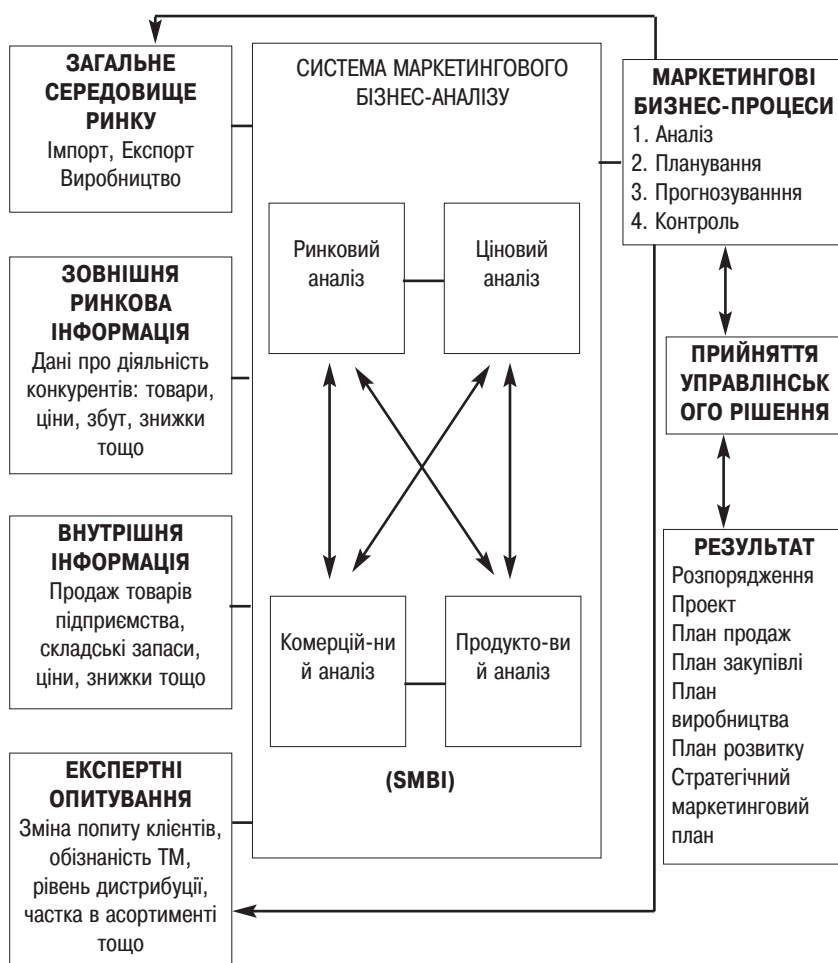 ЗАГАЛЬНЕ
СЕРЕДОВИЩЕ
РИНКУ
Імпорт, Експорт
Виробництво
ЗОВНІШНЯ
РИНКОВА
ІНФОРМАЦІЯ
Дані про діяльність
конкурентів: товари,
ціни, збут, знижки
тощо
ВНУТРІШНЯ
ІНФОРМАЦІЯ
Продаж товарів
підприємства,
складські запаси,
ціни, знижки тощо
ЕКСПЕРТНІ
ОПИТУВАННЯ
Зміна попиту клієнтів,
обізнаність ТМ,
рівень дистрибуції,
частка в асортименті
тощо
СИСТЕМА МАРКЕТИНГОВОГО
БІЗНЕС-АНАЛІЗУ
Ринковий
аналіз
Ціновий
аналіз
Комерцій-ни
й аналіз
Продукто-ви
й аналіз
(SMBI)
МАРКЕТИНГОВІ
БИЗНЕС-ПРОЦЕСИ
1. Аналіз
2. Планування
3. Прогнозуванння
4. Контроль
ПРИЙНЯТТЯ
УПРАВЛІНСЬК
ОГО РІШЕННЯ
РЕЗУЛЬТАТ
Розпорядження
Проект
План продаж
План закупівлі
План
виробництва
План розвитку
Стратегічний
маркетинговий
план